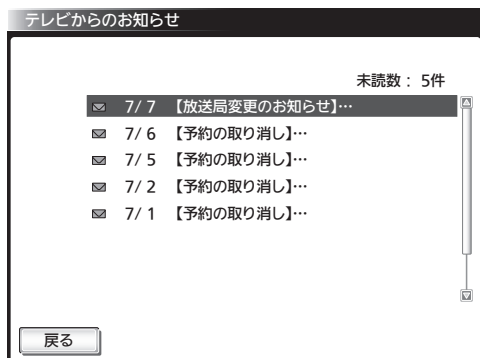 テレビからのお知らせ
未読数： 5件
7/ 7 【放送局変更のお知らせ】…
7/ 6 【予約の取り消し】…
7/ 5 【予約の取り消し】…
7/ 2 【予約の取り消し】…
7/ 1 【予約の取り消し】…
戻る